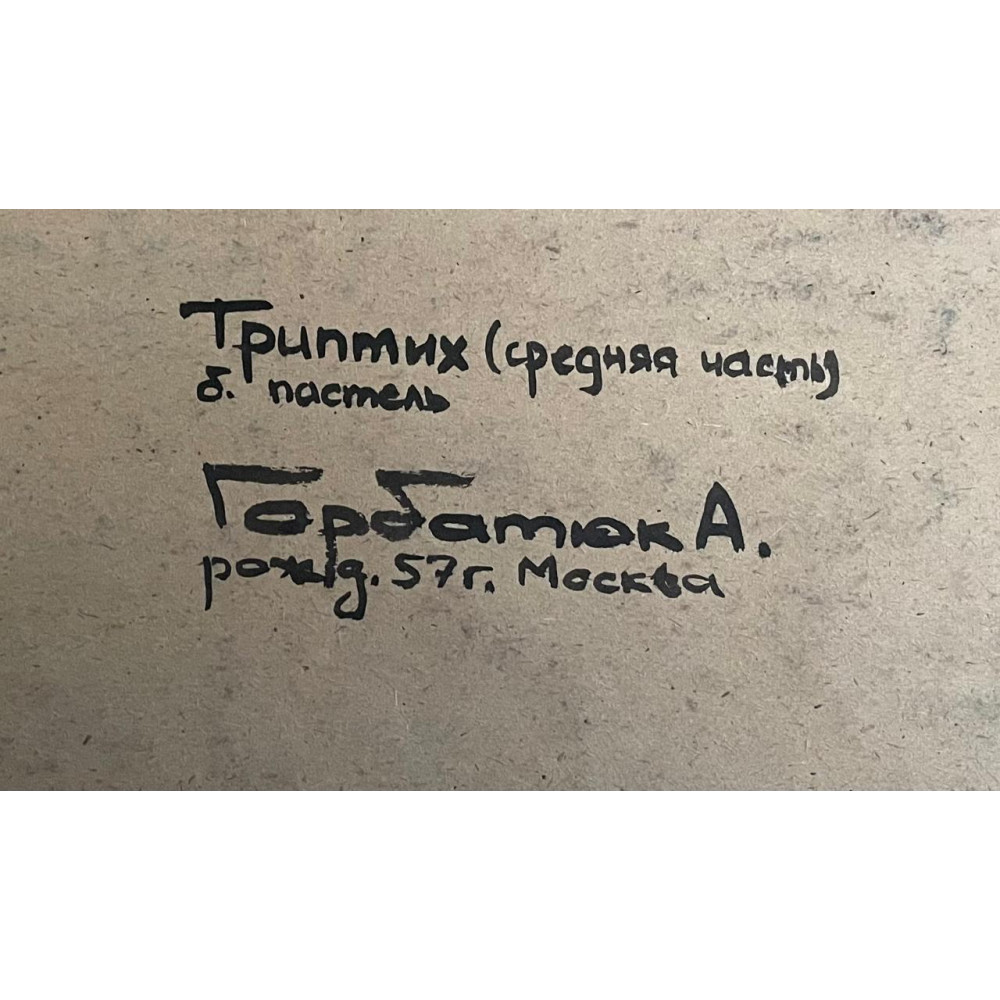 Триптих (средняя часть)
б. пастель
Горбатюк А.
рожд. 57г. Москва